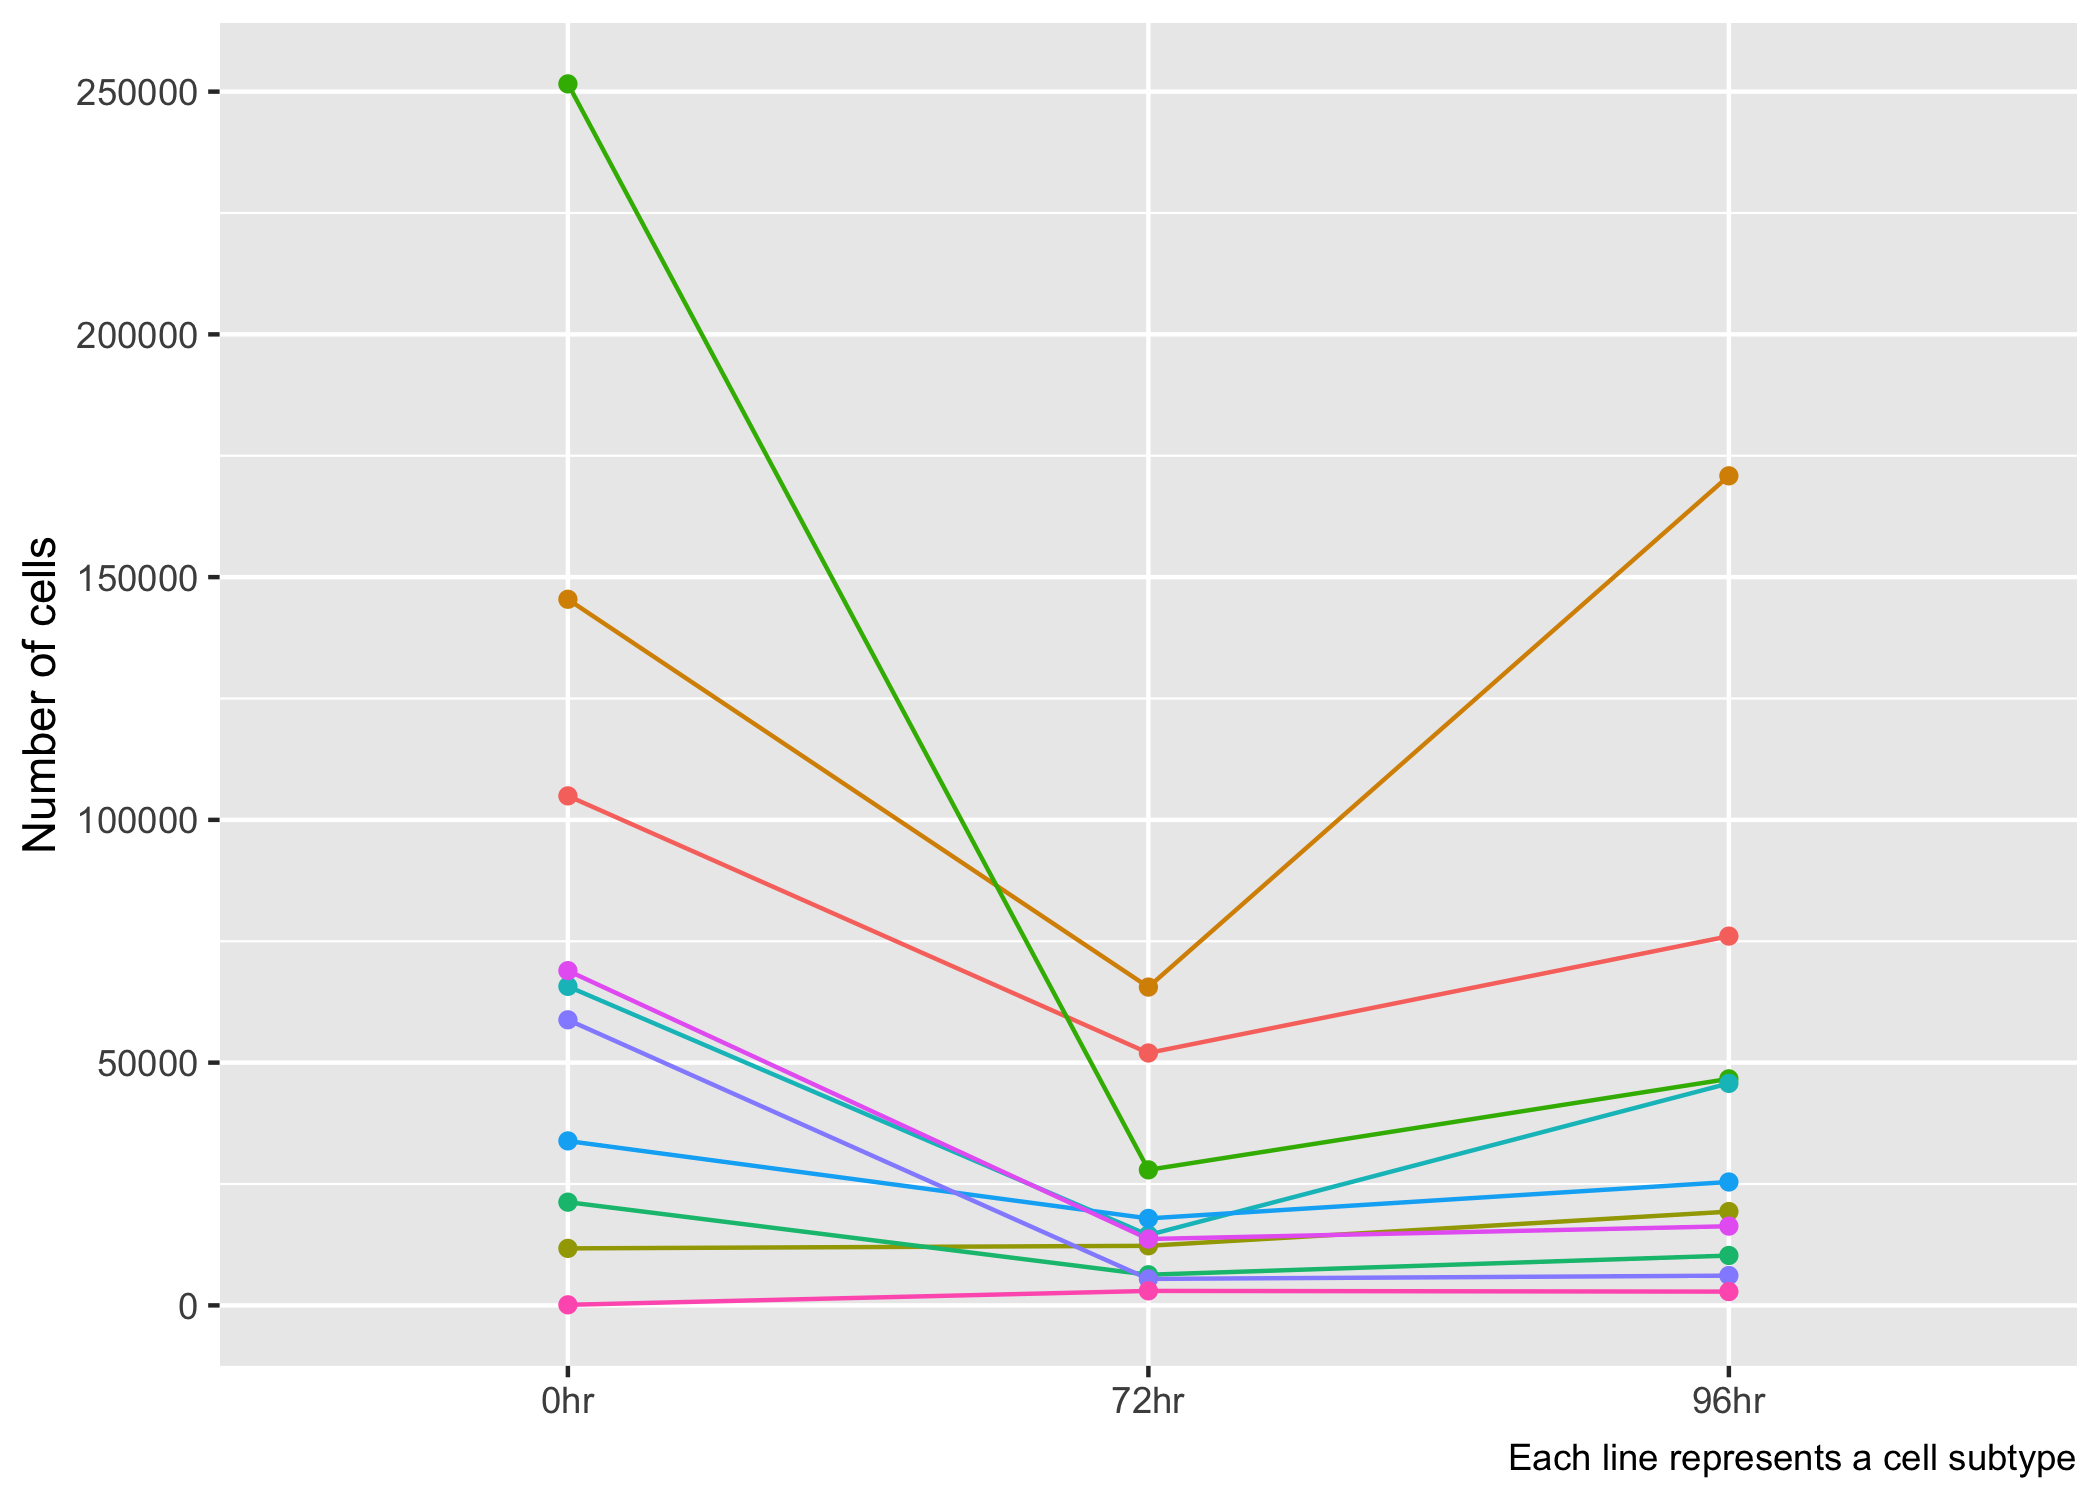 Number of cells
250000
200000
150000
100000
50000
0
0hr 72hr 96hr
Each line represents a cell subtype